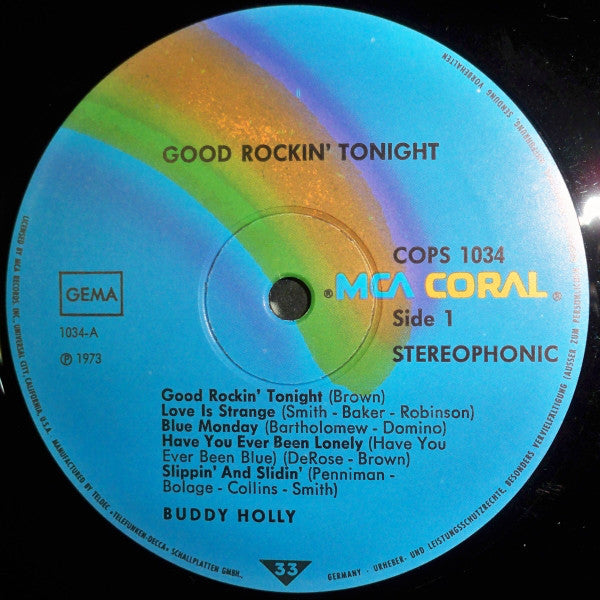 GOOD ROCKIN' TONIGHT
COPS 1034
® MCA CORAL ®
Side 1
STEREOPHONIC
GEMA
1034-A
Ⓟ 1973
Good Rockin' Tonight (Brown)
Love Is Strange (Smith - Baker - Robinson)
Blue Monday (Bartholomew - Domino)
Have You Ever Been Lonely (Have You
Ever Been Blue) (DeRose - Brown)
Slippin' And Slidin' (Penniman -
Bolage - Collins - Smith)
BUDDY HOLLY
33
LICENSED BY MCA RECORDS INC. UNIVERSAL CITY, CALIFORNIA, U.S.A.
MANUFACTURED BY TELDEC »TELEFUNKEN-DECCA« SCHALLPLATTEN GMBH.,
GERMANY - URHEBER- UND LEISTUNGSSCHUTZRECHTE, BESONDERS VERVIELFÄLTIGUNG (AUSSER ZUM PERSÖNLICHEN
SENDUNG VORBEHALTEN